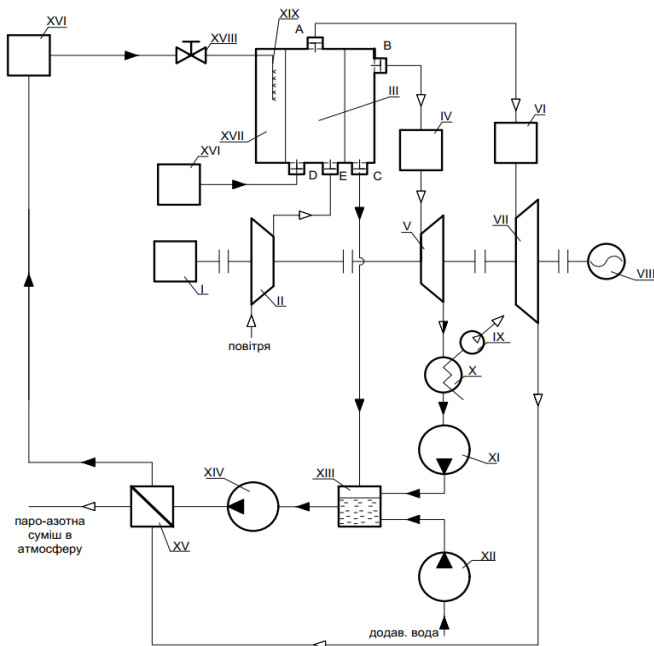 XIX
XVI
A
XVIII
B
III
IV
VI
XVII
XVI
D
E
C
V
VII
I
II
VIII
повітря
IX
X
XI
XIV
XIII
паро-азотна
суміш в
атмосферу
XV
XII
додав. вода